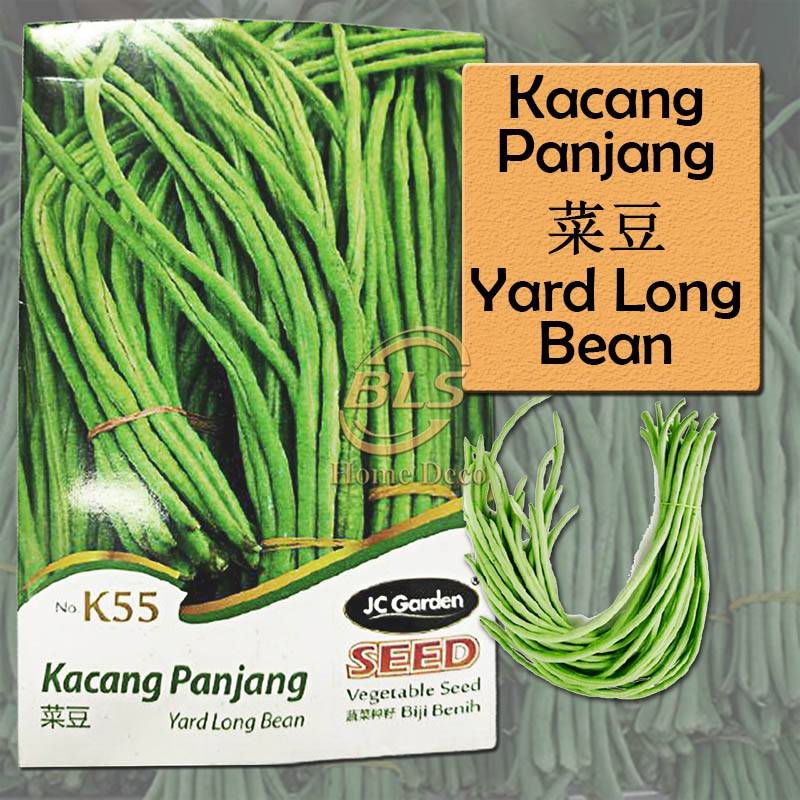 Kacang
Panjang
菜豆
Yard Long
Bean
BLS
Home Deco
No. K55
JC Garden
®
SEED
Vegetable Seed
蔬菜种籽 Biji Benih
Kacang Panjang
菜豆 Yard Long Bean